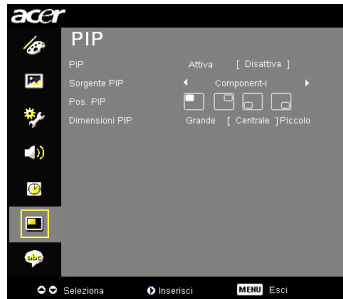 acer
PIP
PIP Attiva [ Disattiva ]
Sorgente PIP Component-i
Pos. PIP
Dimensioni PIP Grande [ Centrale ]Piccolo
abc
Seleziona Inserisci MENU Esci